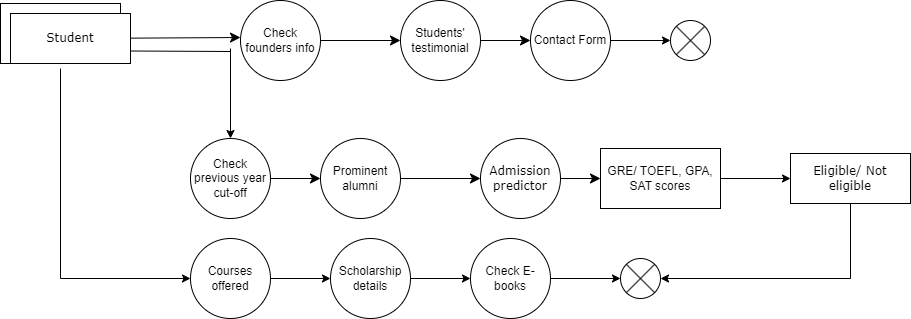 Student
Check
founders info
Students'
testimonial
Contact Form
Check
previous year
cut-off
Prominent
alumni
Admission
predictor
GRE/ TOEFL, GPA,
SAT scores
Eligible/ Not
eligible
Courses
offered
Scholarship
details
Check E-
books